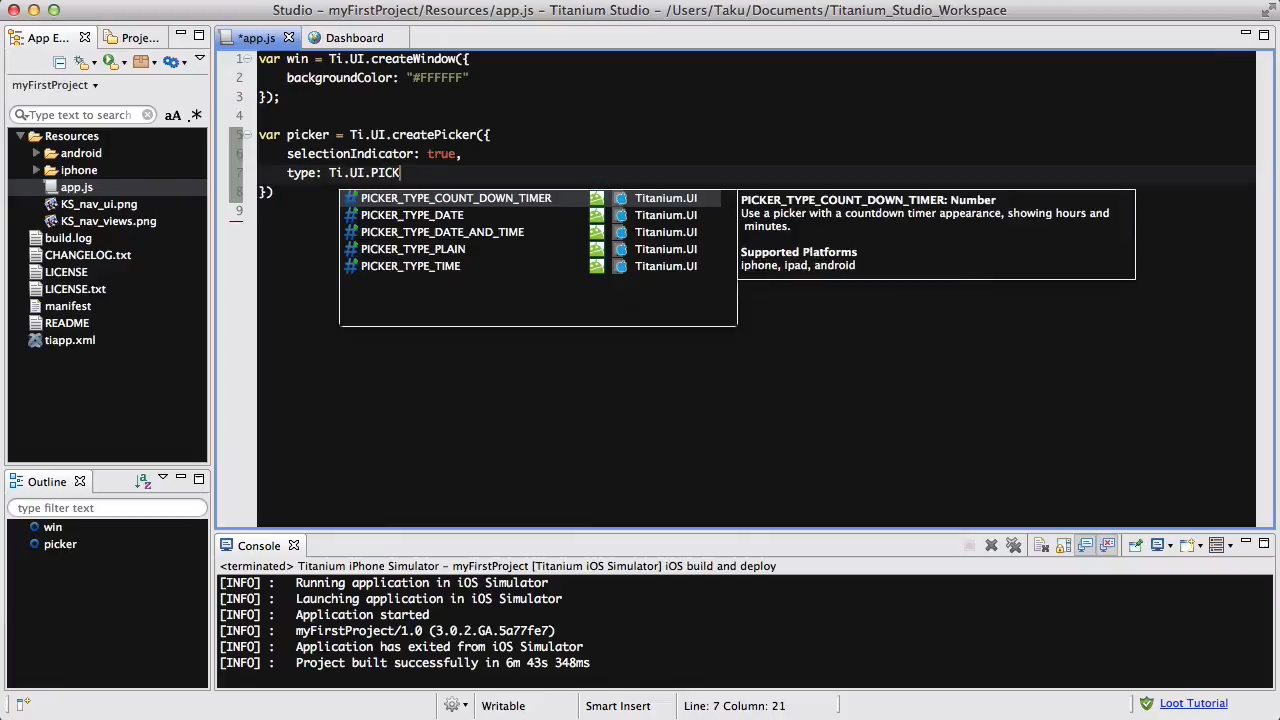 Studio - myFirstProject/Resources/app.js - Titanium Studio - /Users/Talu/Documents/Titanium_Studio_Workspace
App E...
Proje...
*app.js
Dashboard
myFirstProject
Type text to search
aA
.*
Resources
android
iphone
app.js
KS_nav_ui.png
KS_nav_views.png
build.log
CHANGELOG.txt
LICENSE
LICENSE.txt
manifest
README
tiapp.xml
1 var win = Ti.UI.createWindow({
2 backgroundColor: "#FFFFFF"
3 });
4
5 var picker = Ti.UI.createPicker({
6 selectionIndicator: true,
7 type: Ti.UI.PICK
8 })
9
PICKER_TYPE_COUNT_DOWN_TIMER Titanium.UI
PICKER_TYPE_DATE Titanium.UI
PICKER_TYPE_DATE_AND_TIME Titanium.UI
PICKER_TYPE_PLAIN Titanium.UI
PICKER_TYPE_TIME Titanium.UI
PICKER_TYPE_COUNT_DOWN_TIMER: Number
Use a picker with a countdown timer appearance, showing hours and
minutes.
Supported Platforms
iphone, ipad, android
Outline
type filter text
win
picker
Console
<terminated> Titanium iPhone Simulator - myFirstProject [Titanium iOS Simulator] iOS build and deploy
[INFO] : Running application in iOS Simulator
[INFO] : Launching application in iOS Simulator
[INFO] : Application started
[INFO] : myFirstProject/1.0 (3.0.2.GA.5a77fe7)
[INFO] : Application has exited from iOS Simulator
[INFO] : Project built successfully in 6m 43s 348ms
Writable
Smart Insert
Line: 7 Column: 21
Loot Tutorial